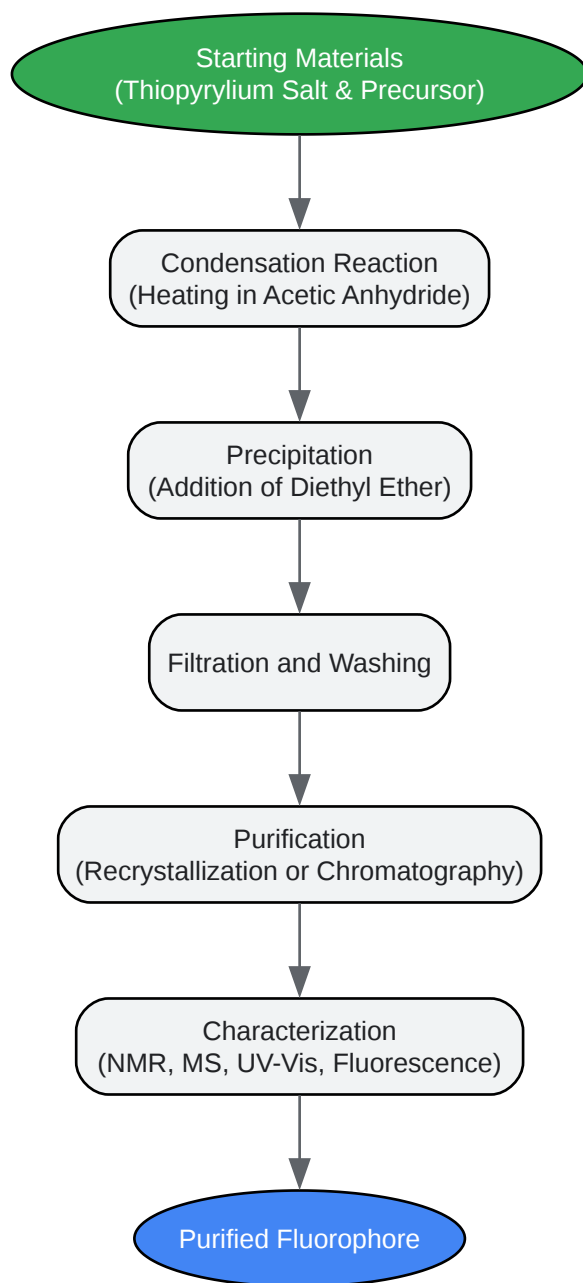 Starting Materials
(Thiopyrylium Salt & Precursor)
Condensation Reaction
(Heating in Acetic Anhydride)
Precipitation
(Addition of Diethyl Ether)
Filtration and Washing
Purification
(Recrystallization or Chromatography)
Characterization
(NMR, MS, UV-Vis, Fluorescence)
Purified Fluorophore